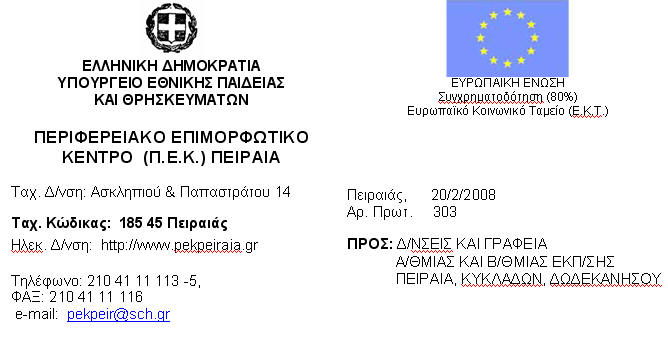 ΕΛΛΗΝΙΚΗ ΔΗΜΟΚΡΑΤΙΑ
ΥΠΟΥΡΓΕΙΟ ΕΘΝΙΚΗΣ ΠΑΙΔΕΙΑΣ
ΚΑΙ ΘΡΗΣΚΕΥΜΑΤΩΝ
ΠΕΡΙΦΕΡΕΙΑΚΟ ΕΠΙΜΟΡΦΩΤΙΚΟ
ΚΕΝΤΡΟ (Π.Ε.Κ.) ΠΕΙΡΑΙΑ
Ταχ. Δ/νση: Ασκληπιού & Παπαστράτου 14
Ταχ. Κώδικας: 185 45 Πειραιάς
Ηλεκ. Δ/νση: http://www.pekpeiraia.gr
Τηλέφωνο: 210 41 11 113 -5,
ΦΑΞ: 210 41 11 116
e-mail: pekpeir@sch.gr
ΕΥΡΩΠΑΙΚΗ ΕΝΩΣΗ
Συγχρηματοδότηση (80%)
Ευρωπαϊκό Κοινωνικό Ταμείο (Ε.Κ.Τ.)
Πειραιάς, 20/2/2008
Αρ. Πρωτ. 303
ΠΡΟΣ: Δ/ΝΣΕΙΣ ΚΑΙ ΓΡΑΦΕΙΑ
Α/ΘΜΙΑΣ ΚΑΙ Β/ΘΜΙΑΣ ΕΚΠ/ΣΗΣ
ΠΕΙΡΑΙΑ, ΚΥΚΛΑΔΩΝ, ΔΩΔΕΚΑΝΗΣΟΥ